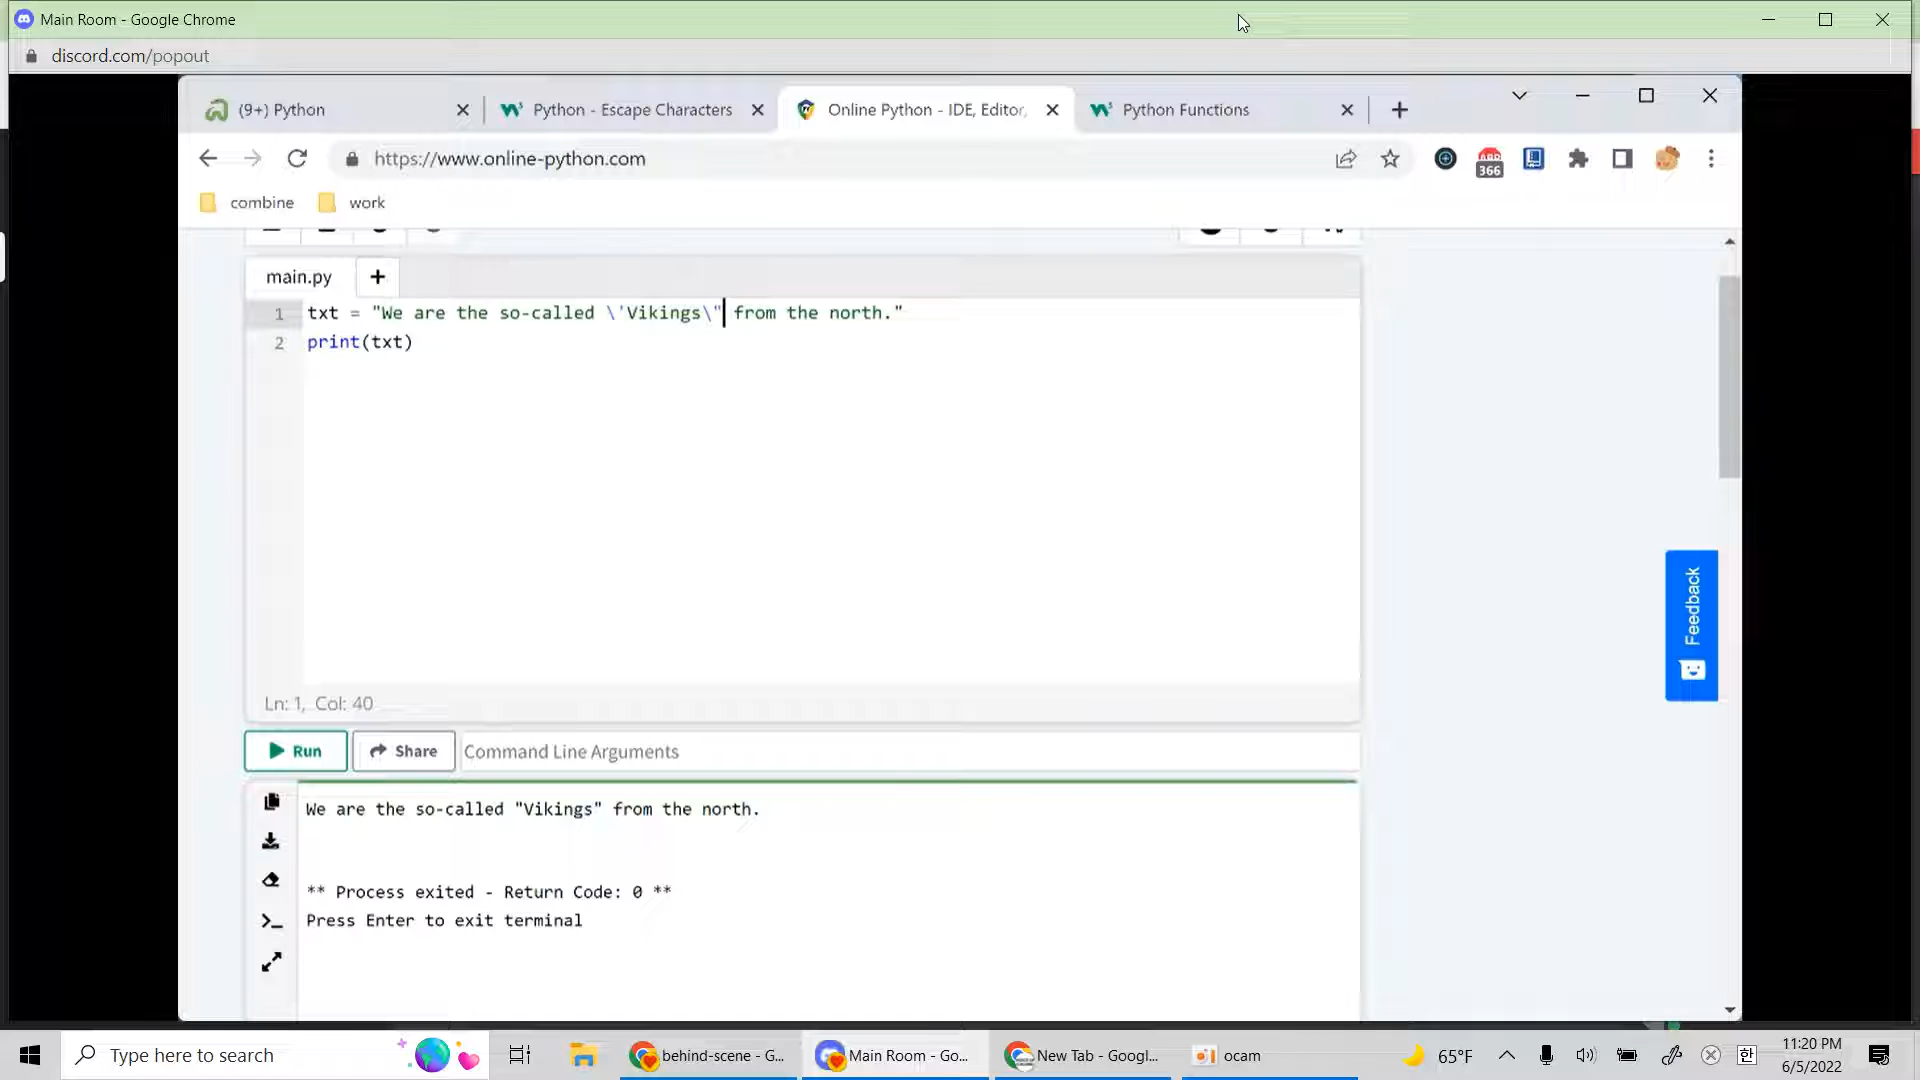 Main Room - Google Chrome
discord.com/popout
(9+) Python
Python - Escape Characters
Online Python - IDE, Editor,
Python Functions
https://www.online-python.com
366
combine
work
main.py
1 txt = "We are the so-called \'Vikings\" from the north."
2 print(txt)
Feedback
Ln: 1, Col: 40
Run
Share
Command Line Arguments
We are the so-called "Vikings" from the north.
** Process exited - Return Code: 0 **
Press Enter to exit terminal
Type here to search
behind-scene - G...
Main Room - Go...
New Tab - Googl...
ocam
65°F
한
11:20 PM
6/5/2022